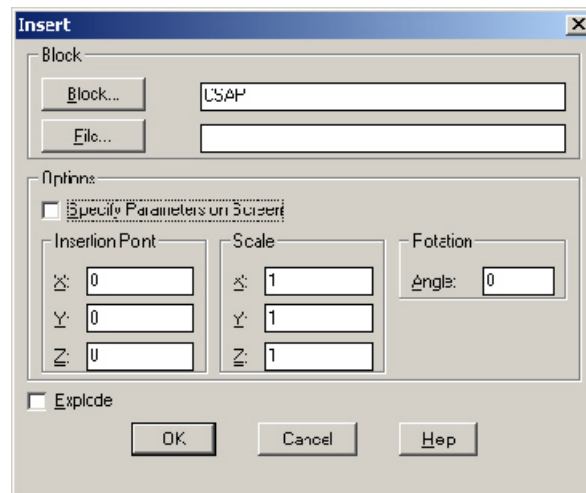 Insert
Block
Block...
CSAP
File...
Options
Specify Parameters on Screen
Insertion Point
Scale
Rotation
X: 0
X: 1
Angle: 0
Y: 0
Y: 1
Z: 0
Z: 1
Explode
OK
Cancel
Help